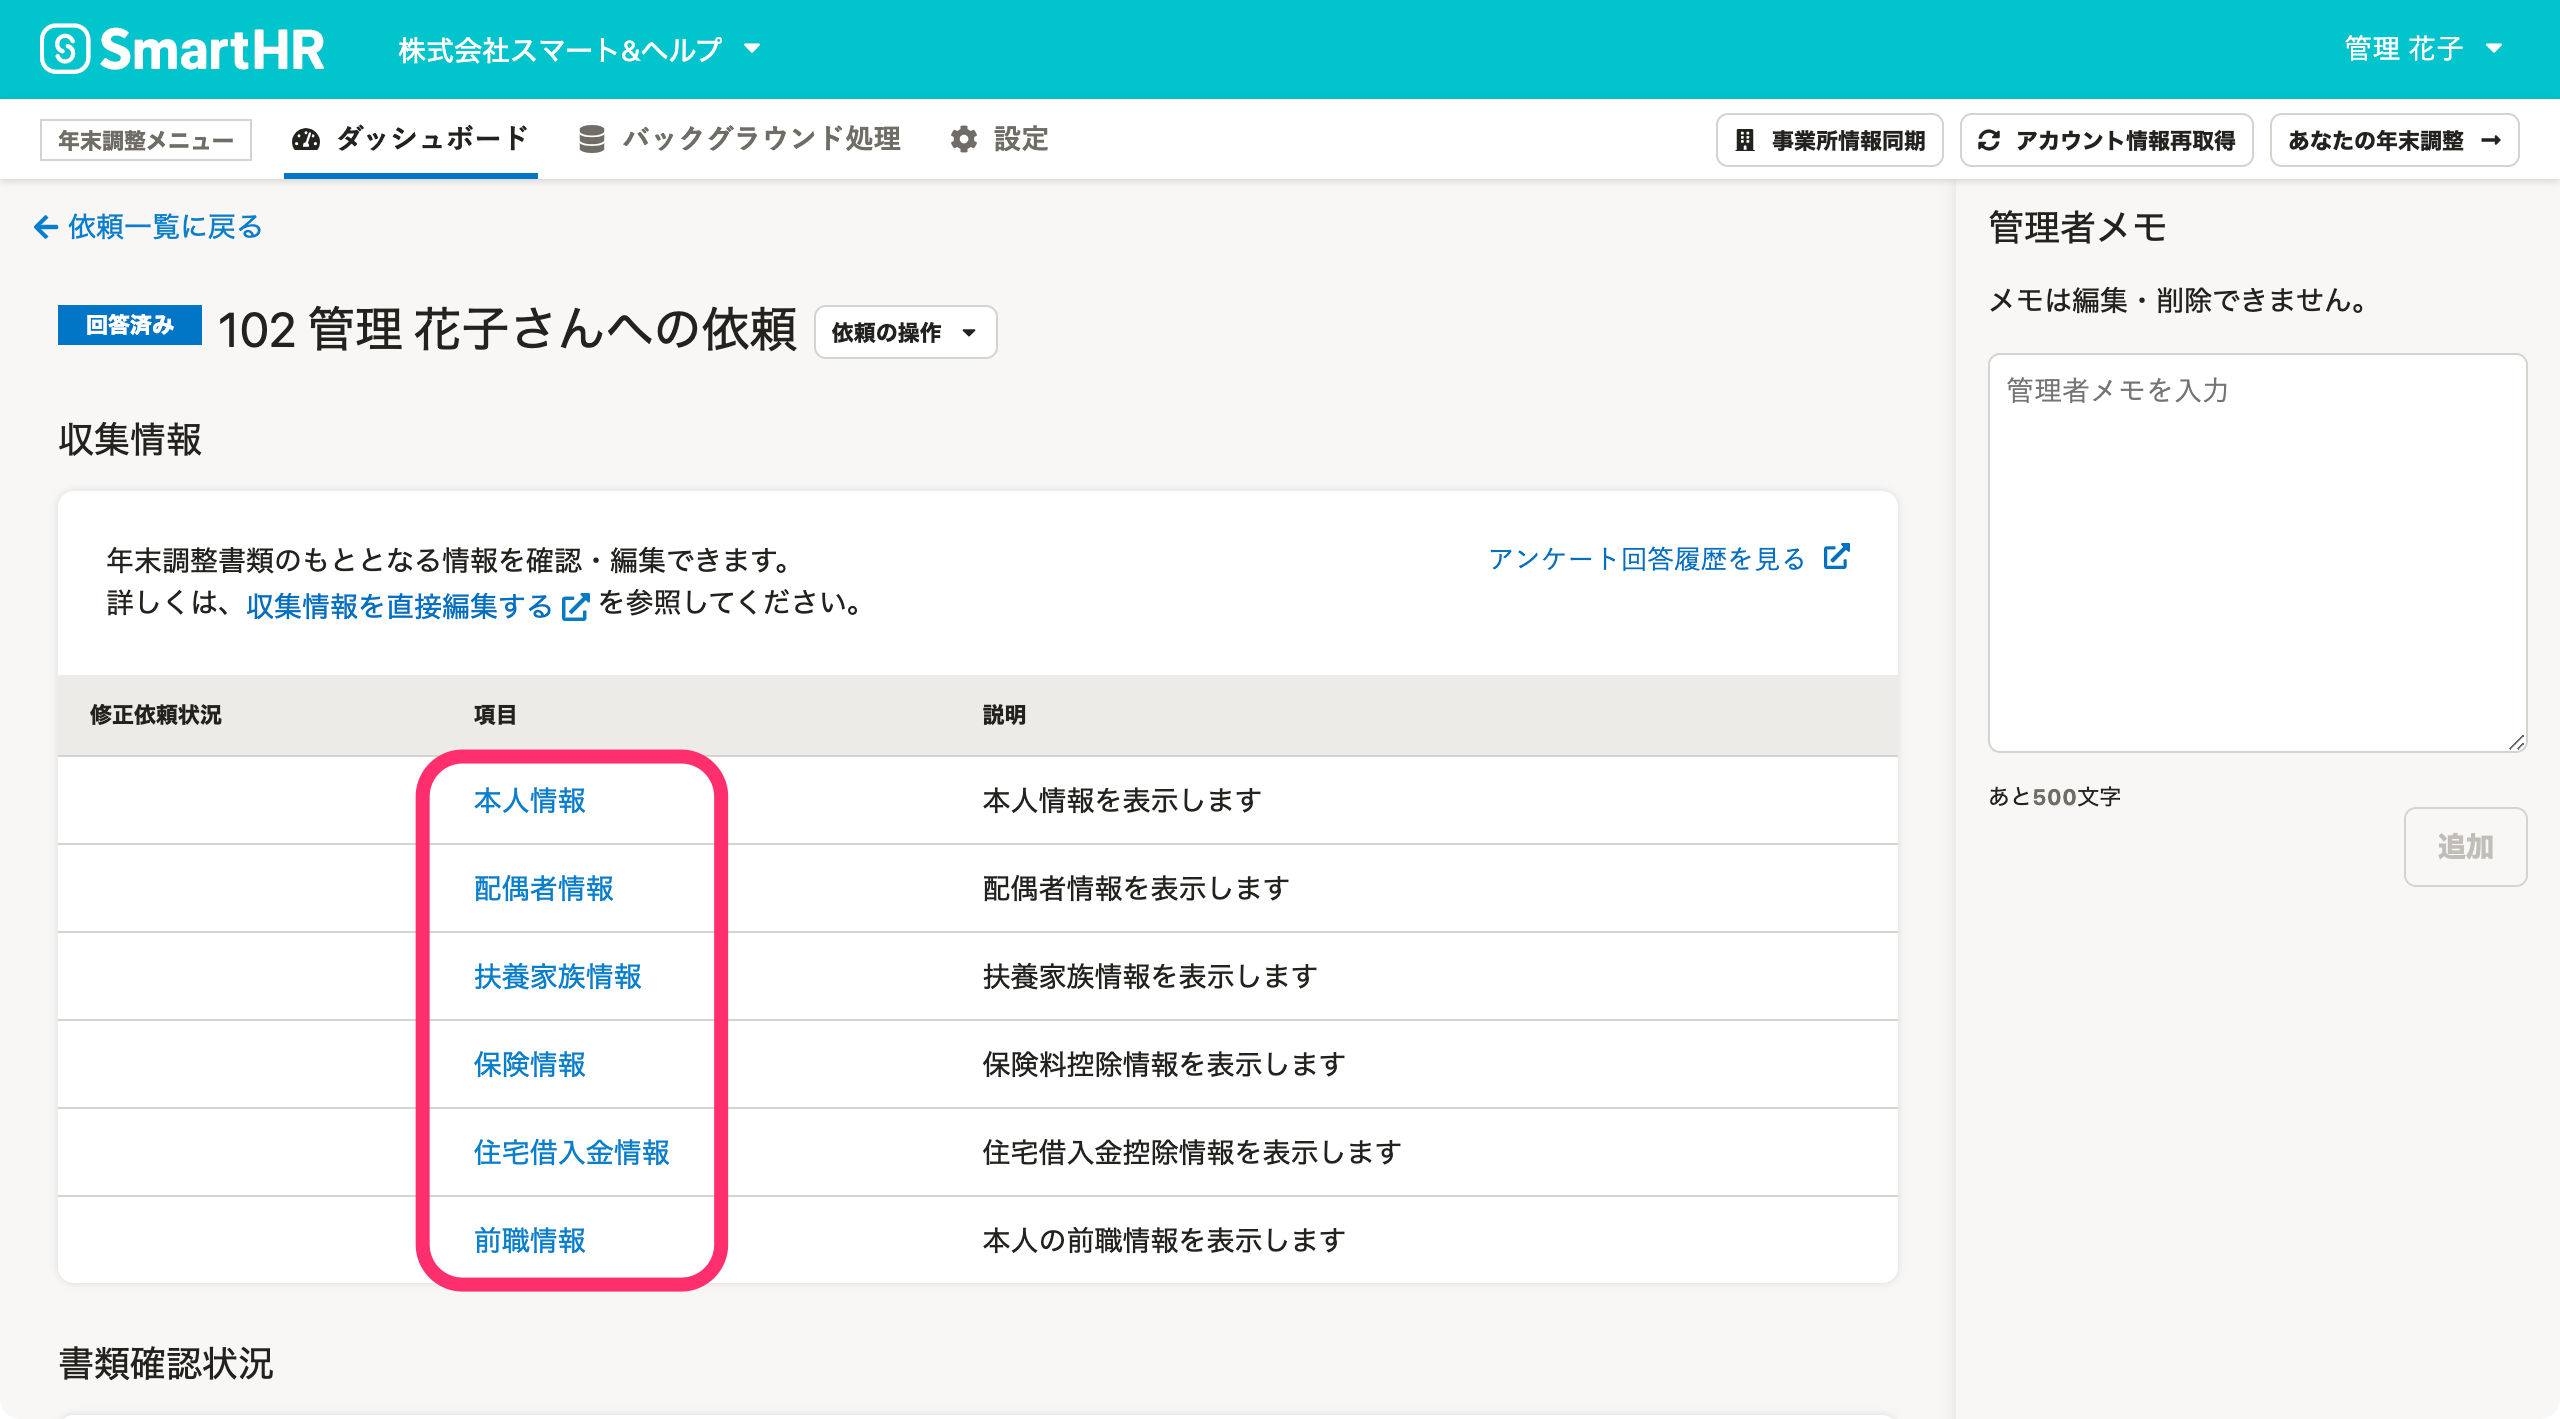 SmartHR 株式会社スマート&ヘルプ 管理 花子
年末調整メニュー ダッシュボード バックグラウンド処理 設定 事業所情報同期 アカウント情報再取得 あなたの年末調整 →
← 依頼一覧に戻る
回答済み 102 管理 花子さんへの依頼 依頼の操作
収集情報
年末調整書類のもととなる情報を確認・編集できます。 アンケート回答履歴を見る
詳しくは、収集情報を直接編集する を参照してください。
修正依頼状況 項目 説明
本人情報 本人情報を表示します
配偶者情報 配偶者情報を表示します
扶養家族情報 扶養家族情報を表示します
保険情報 保険料控除情報を表示します
住宅借入金情報 住宅借入金控除情報を表示します
前職情報 本人の前職情報を表示します
書類確認状況
管理者メモ
メモは編集・削除できません。
管理者メモを入力
あと500文字
追加